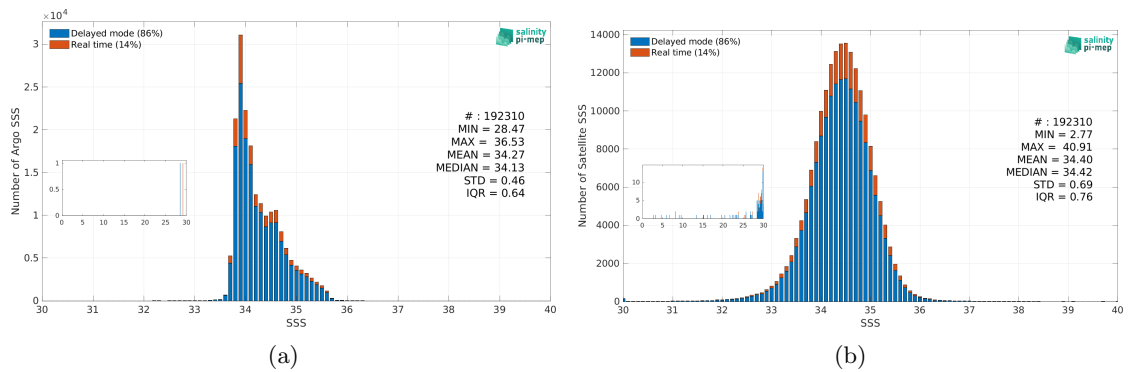 ×10⁴
Delayed mode (86%)
Real time (14%)
salinity
pi-mep
Number of Argo SSS
3
2.5
2
1.5
1
0.5
0
# : 192310
MIN = 28.47
MAX = 36.53
MEAN = 34.27
MEDIAN = 34.13
STD = 0.46
IQR = 0.64
1
0.5
0
0 5 10 15 20 25 30
30 31 32 33 34 35 36 37 38 39 40
SSS
(a)
Delayed mode (86%)
Real time (14%)
salinity
pi-mep
Number of Satellite SSS
14000
12000
10000
8000
6000
4000
2000
0
# : 192310
MIN = 2.77
MAX = 40.91
MEAN = 34.40
MEDIAN = 34.42
STD = 0.69
IQR = 0.76
10
5
0
0 5 10 15 20 25 30
30 31 32 33 34 35 36 37 38 39 40
SSS
(b)